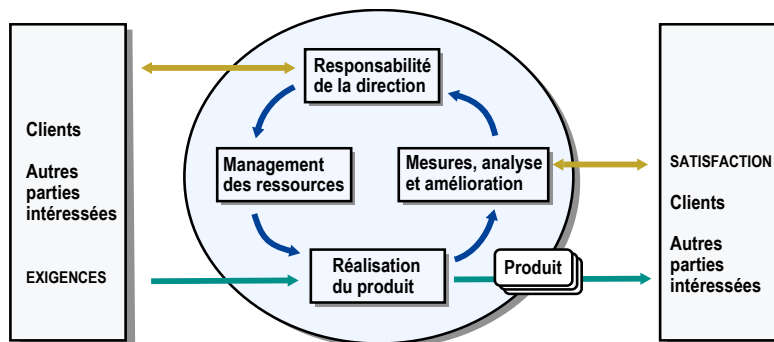 Clients
Autres
parties
intéressées
EXIGENCES
Responsabilité
de la direction
Management
des ressources
Mesures, analyse
et amélioration
Réalisation
du produit
Produit
SATISFACTION
Clients
Autres
parties
intéressées